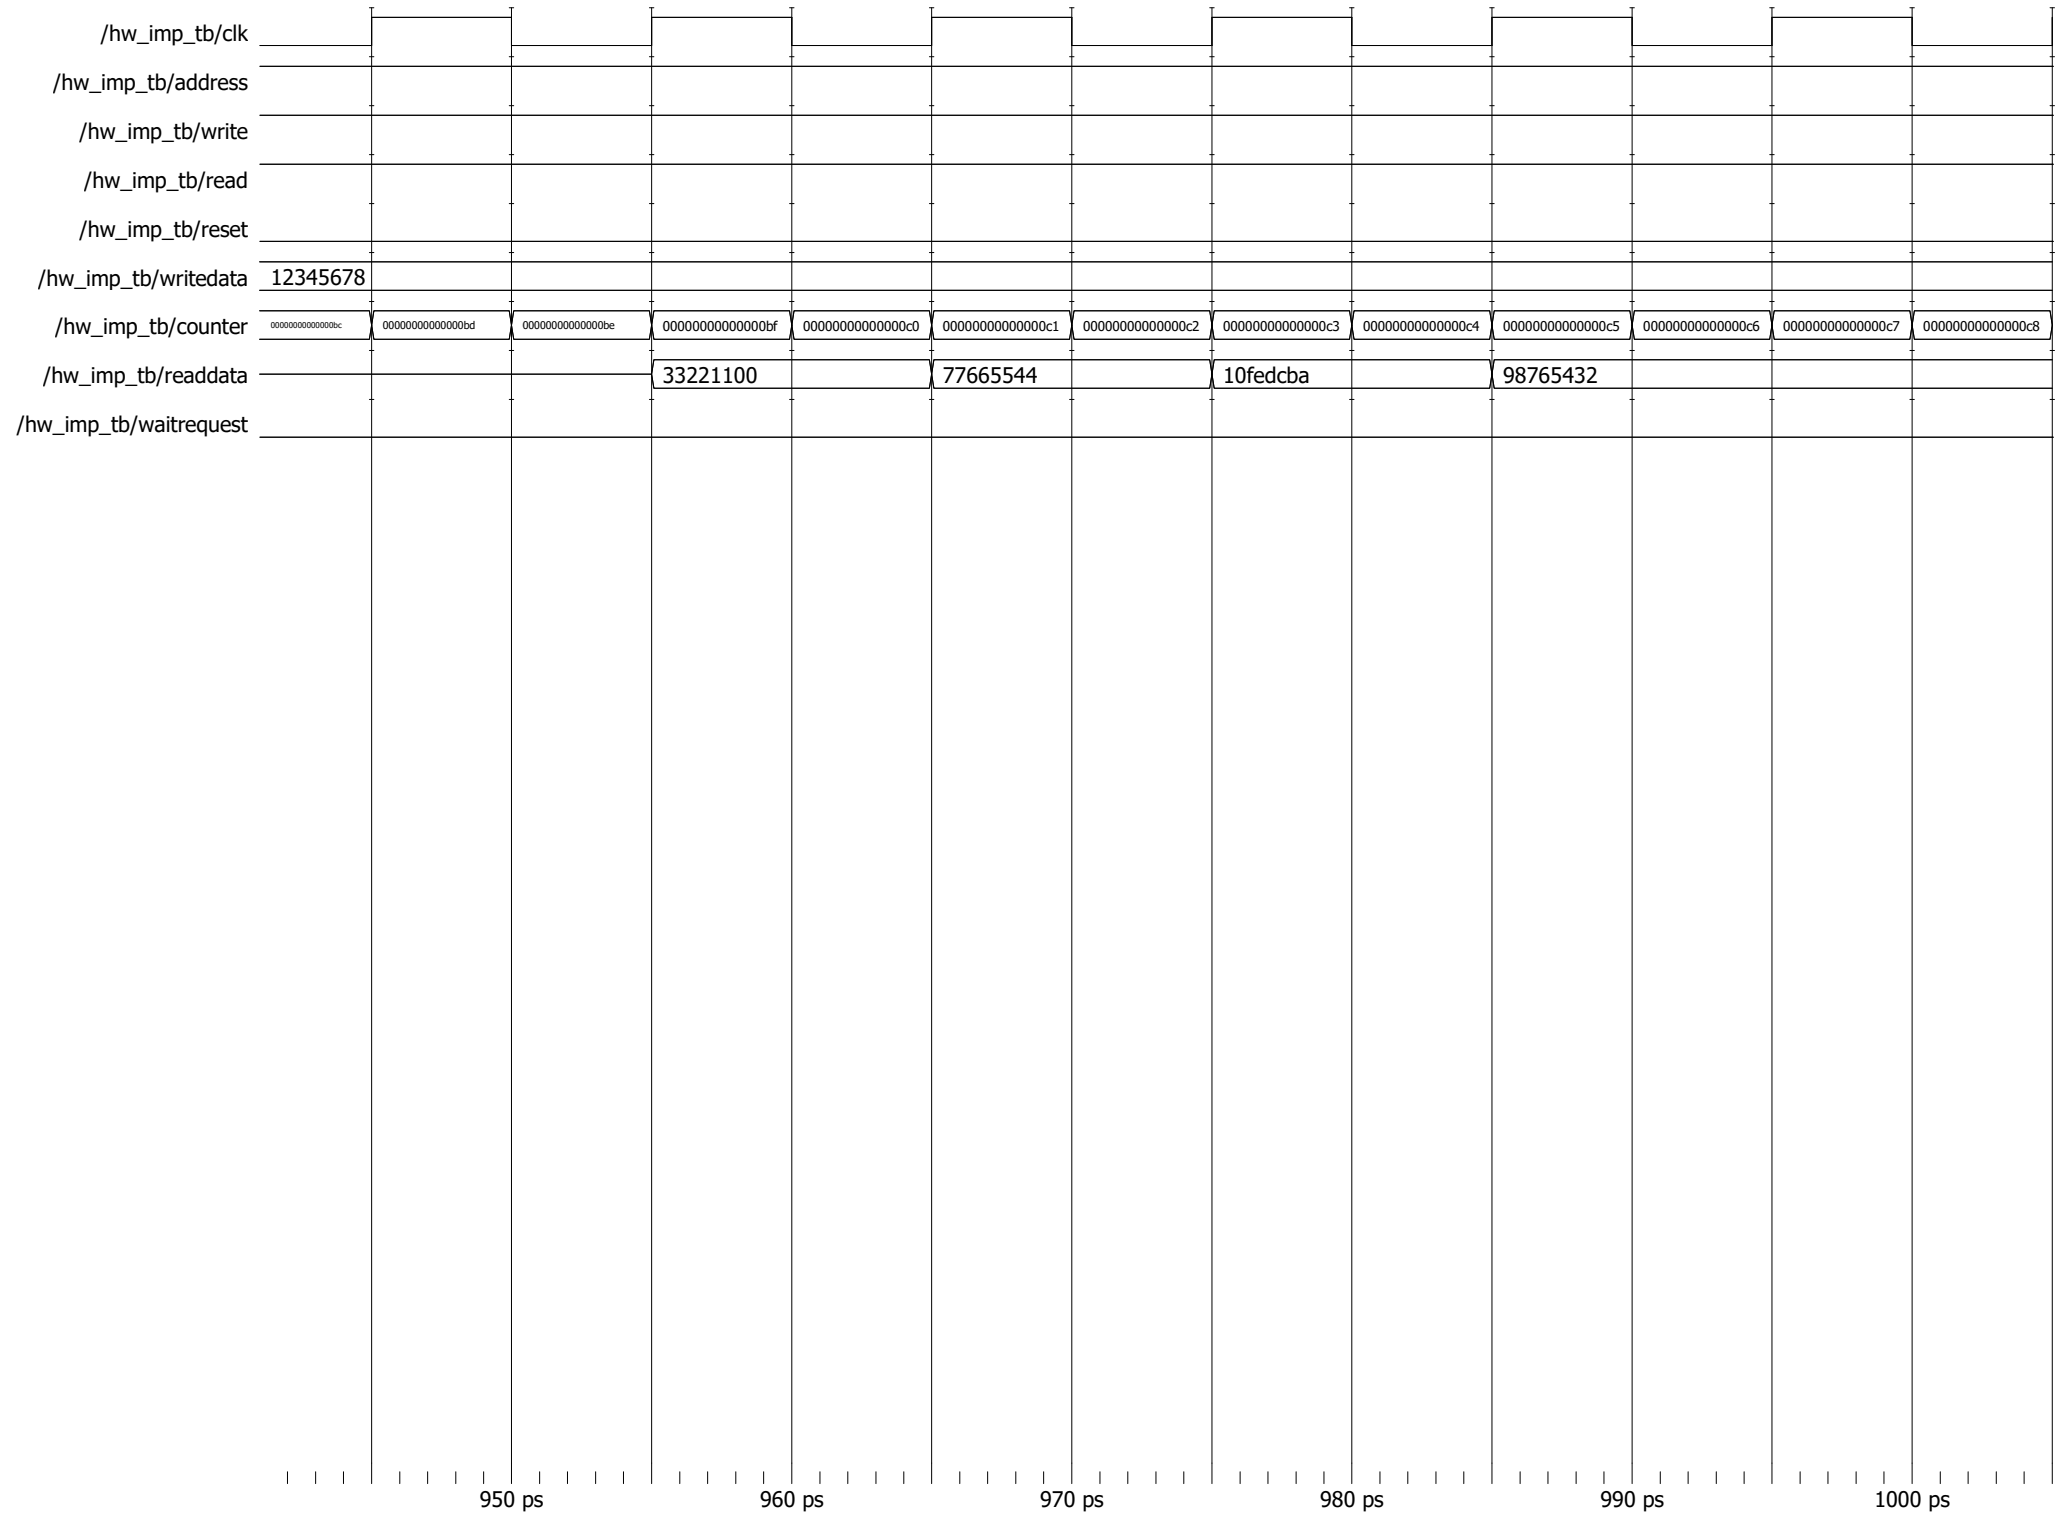 /hw_imp_tb/clk
/hw_imp_tb/address
/hw_imp_tb/write
/hw_imp_tb/read
/hw_imp_tb/reset
/hw_imp_tb/writedata 12345678
/hw_imp_tb/counter 00000000000000bc 00000000000000bd 00000000000000be 00000000000000bf 00000000000000c0 00000000000000c1 00000000000000c2 00000000000000c3 00000000000000c4 00000000000000c5 00000000000000c6 00000000000000c7 00000000000000c8
/hw_imp_tb/readdata 33221100 77665544 10fedcba 98765432
/hw_imp_tb/waitrequest
950 ps 960 ps 970 ps 980 ps 990 ps 1000 ps